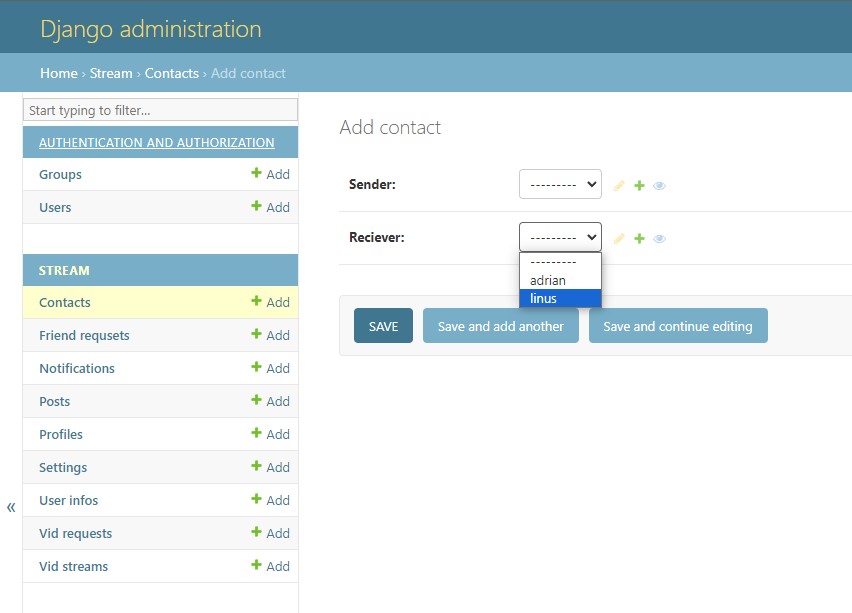 Django administration
Home › Stream › Contacts › Add contact
Start typing to filter...
AUTHENTICATION AND AUTHORIZATION
Groups + Add
Users + Add
STREAM
Contacts + Add
Friend requsets + Add
Notifications + Add
Posts + Add
Profiles + Add
Settings + Add
User infos + Add
Vid requests + Add
Vid streams + Add
«
Add contact
Sender: ---------
Reciever: ---------
---------
adrian
linus
SAVE Save and add another Save and continue editing